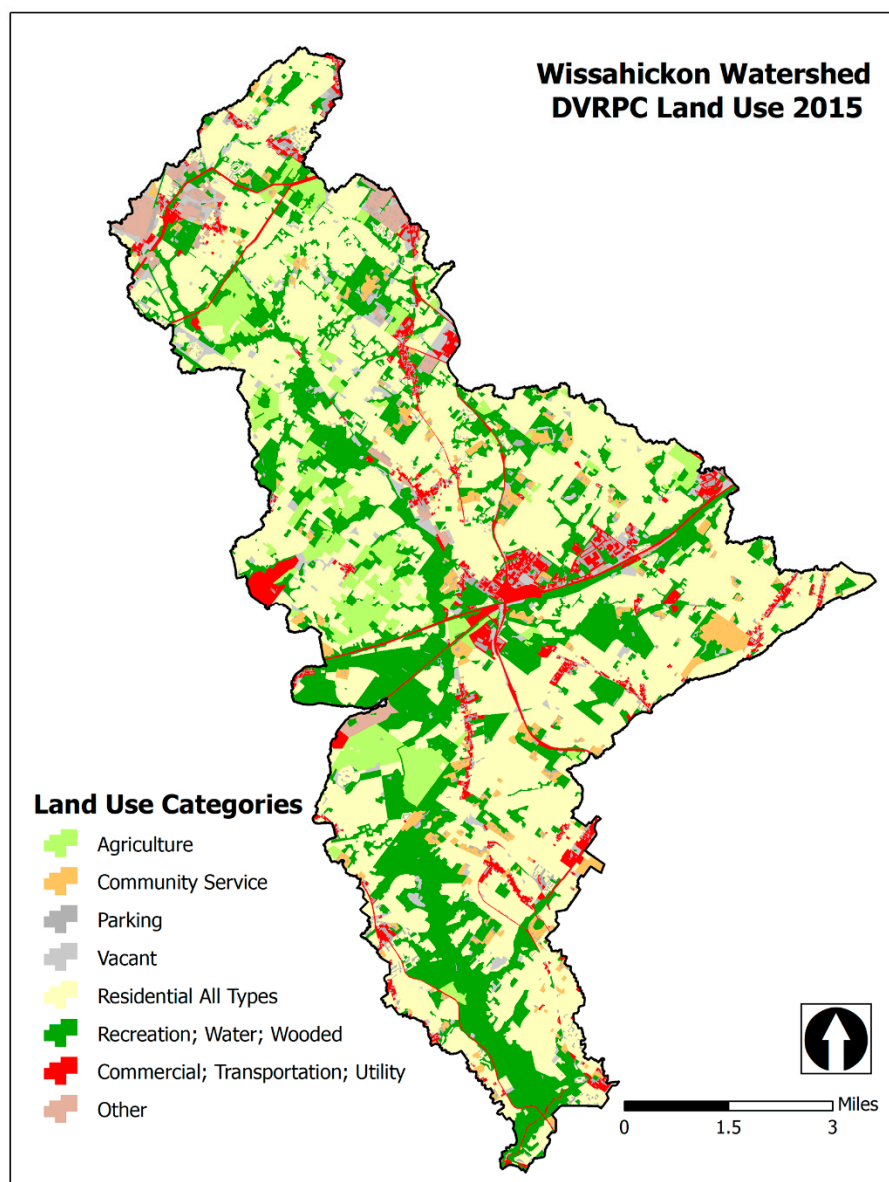 Wissahickon Watershed
DVRPC Land Use 2015
Land Use Categories
Agriculture
Community Service
Parking
Vacant
Residential All Types
Recreation; Water; Wooded
Commercial; Transportation; Utility
Other
Miles
0 1.5 3